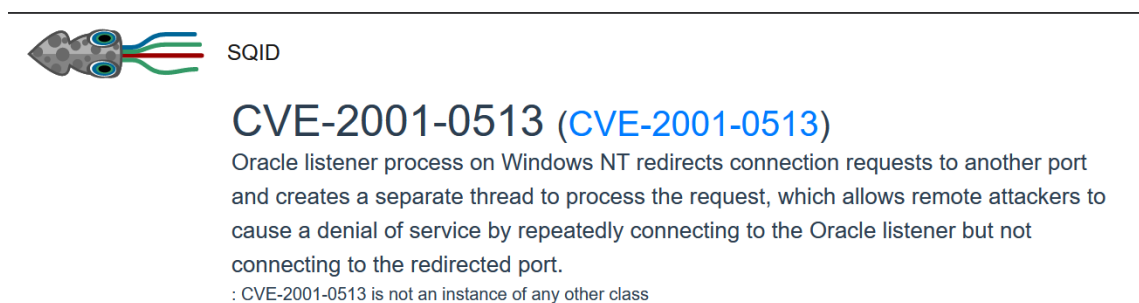 SQID
CVE-2001-0513 (CVE-2001-0513)
Oracle listener process on Windows NT redirects connection requests to another port
and creates a separate thread to process the request, which allows remote attackers to
cause a denial of service by repeatedly connecting to the Oracle listener but not
connecting to the redirected port.
: CVE-2001-0513 is not an instance of any other class